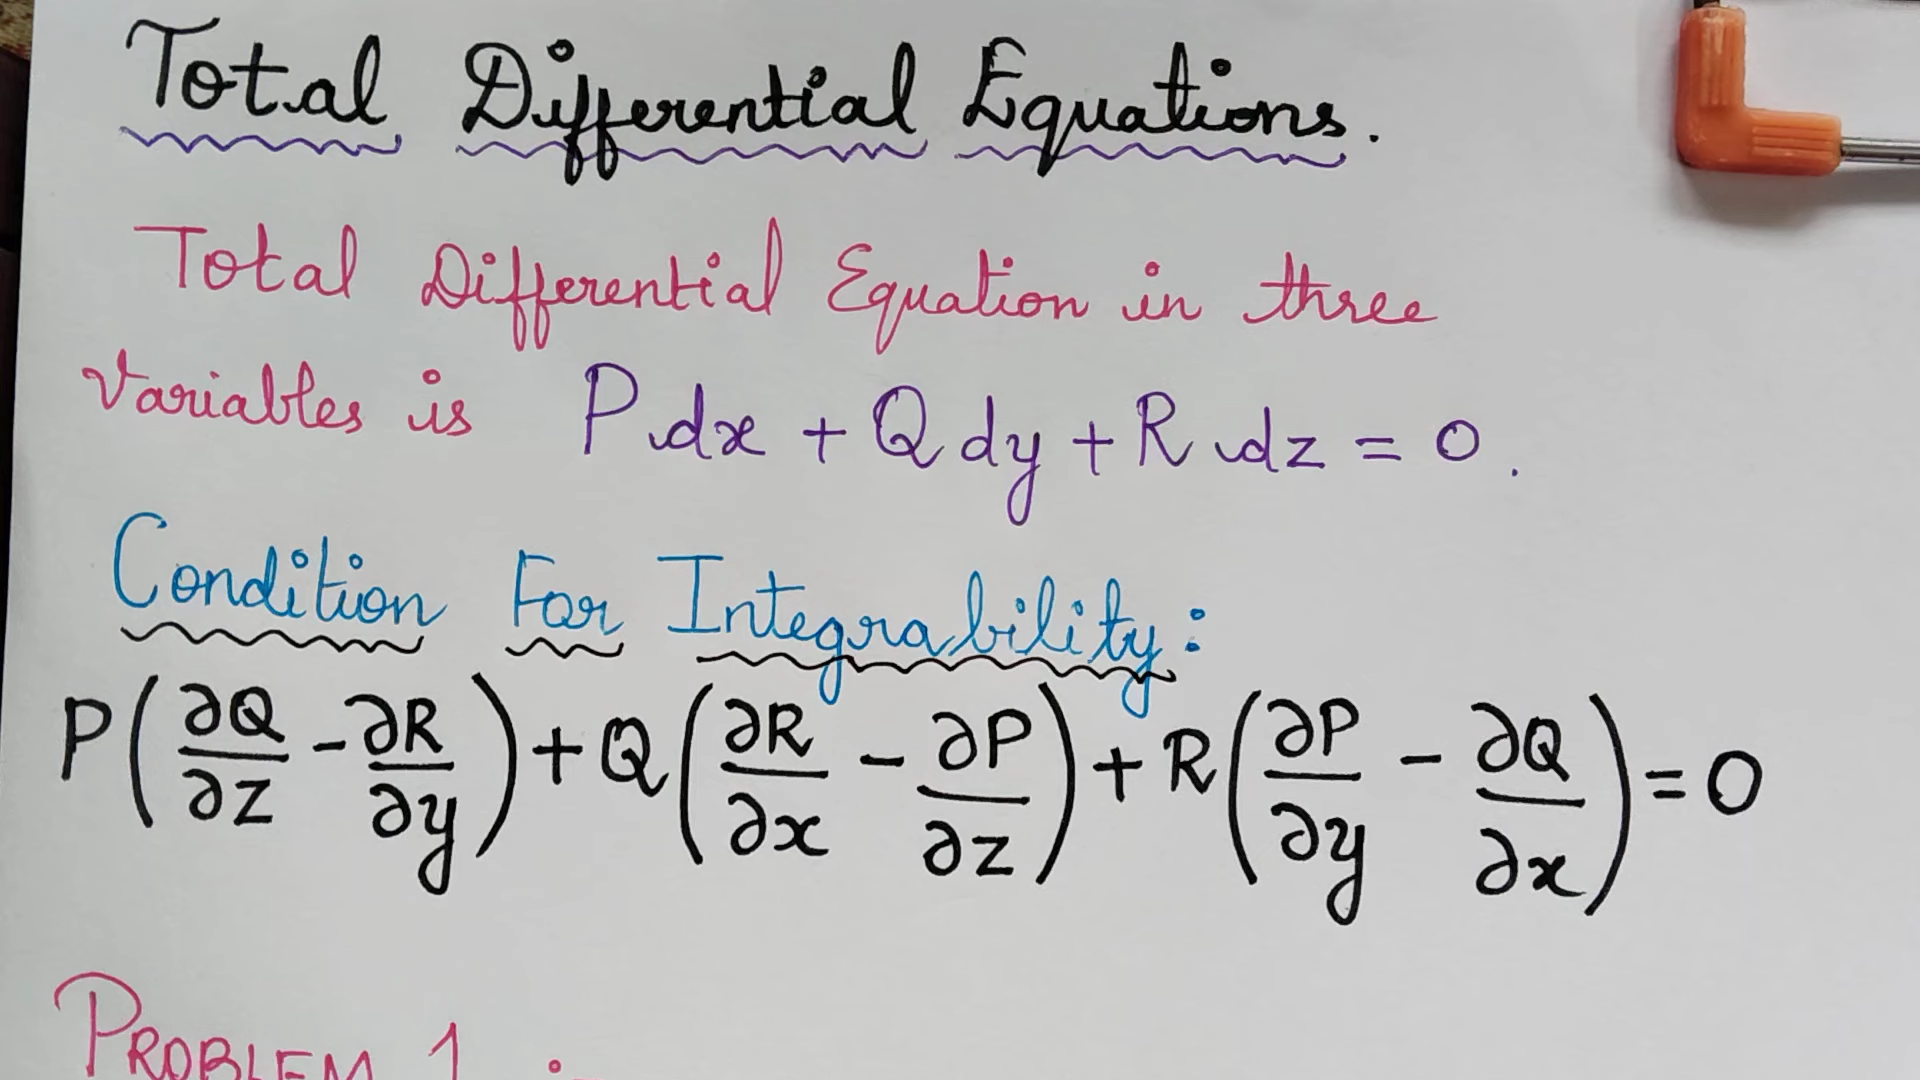 Total Differential Equations.
Total Differential Equation in three
Variables is P dx + Q dy + R dz = 0.
Condition For Integrability:
P(∂Q/∂z - ∂R/∂y) + Q(∂R/∂x - ∂P/∂z) + R(∂P/∂y - ∂Q/∂x) = 0
PROBLEM 1 :